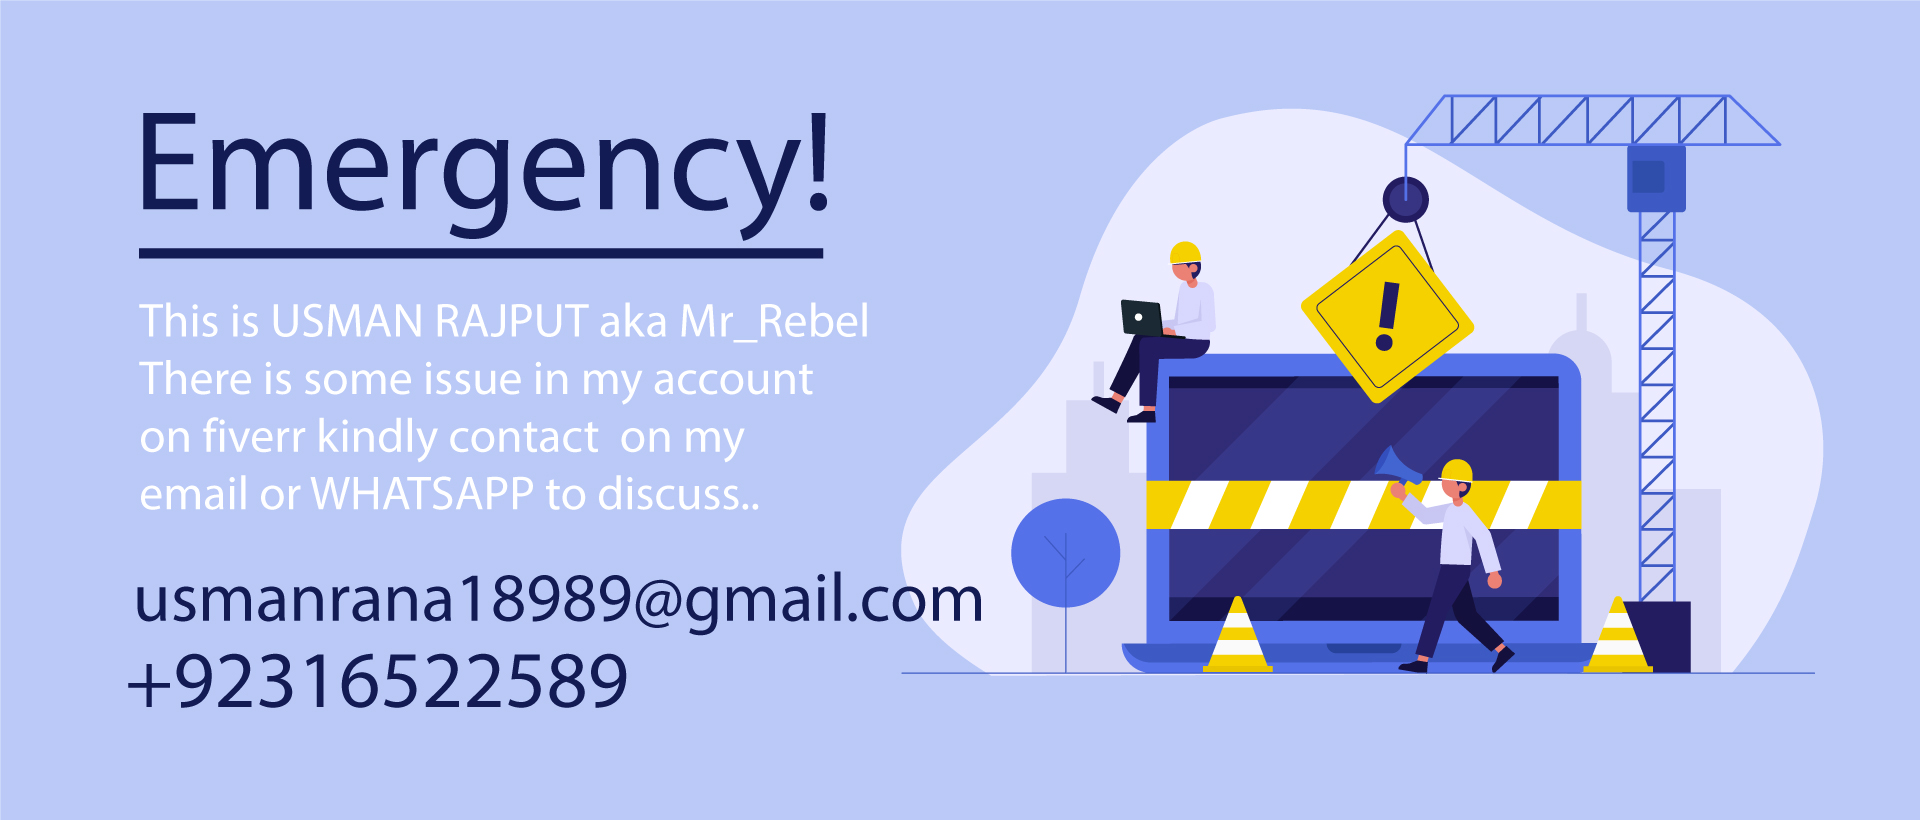 Emergency!
This is USMAN RAJPUT aka Mr_Rebel
There is some issue in my account
on fiverr kindly contact  on my
email or WHATSAPP to discuss..
usmanrana18989@gmail.com
+92316522589
!